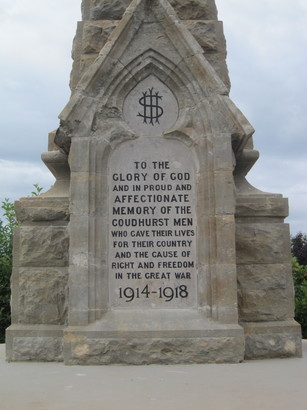 IHS
TO THE
GLORY OF GOD
AND IN PROUD AND
AFFECTIONATE
MEMORY OF THE
GOUDHURST MEN
WHO GAVE THEIR LIVES
FOR THEIR COUNTRY
AND THE CAUSE OF
RIGHT AND FREEDOM
IN THE GREAT WAR
1914-1918